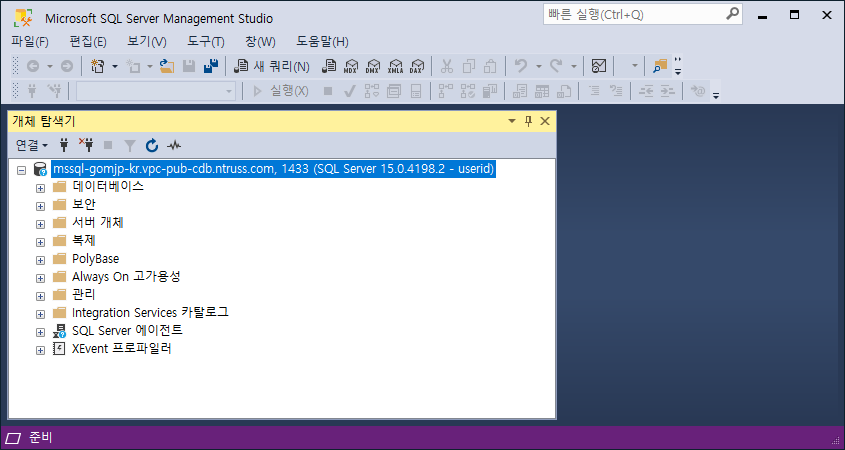 Microsoft SQL Server Management Studio
빠른 실행(Ctrl+Q)
파일(F) 편집(E) 보기(V) 도구(T) 창(W) 도움말(H)
새 쿼리(N) MDX DMX XMLA DAX
실행(X)
개체 탐색기
연결
mssql-gomjp-kr.vpc-pub-cdb.ntruss.com, 1433 (SQL Server 15.0.4198.2 - userid)
데이터베이스
보안
서버 개체
복제
PolyBase
Always On 고가용성
관리
Integration Services 카탈로그
SQL Server 에이전트
XEvent 프로파일러
준비